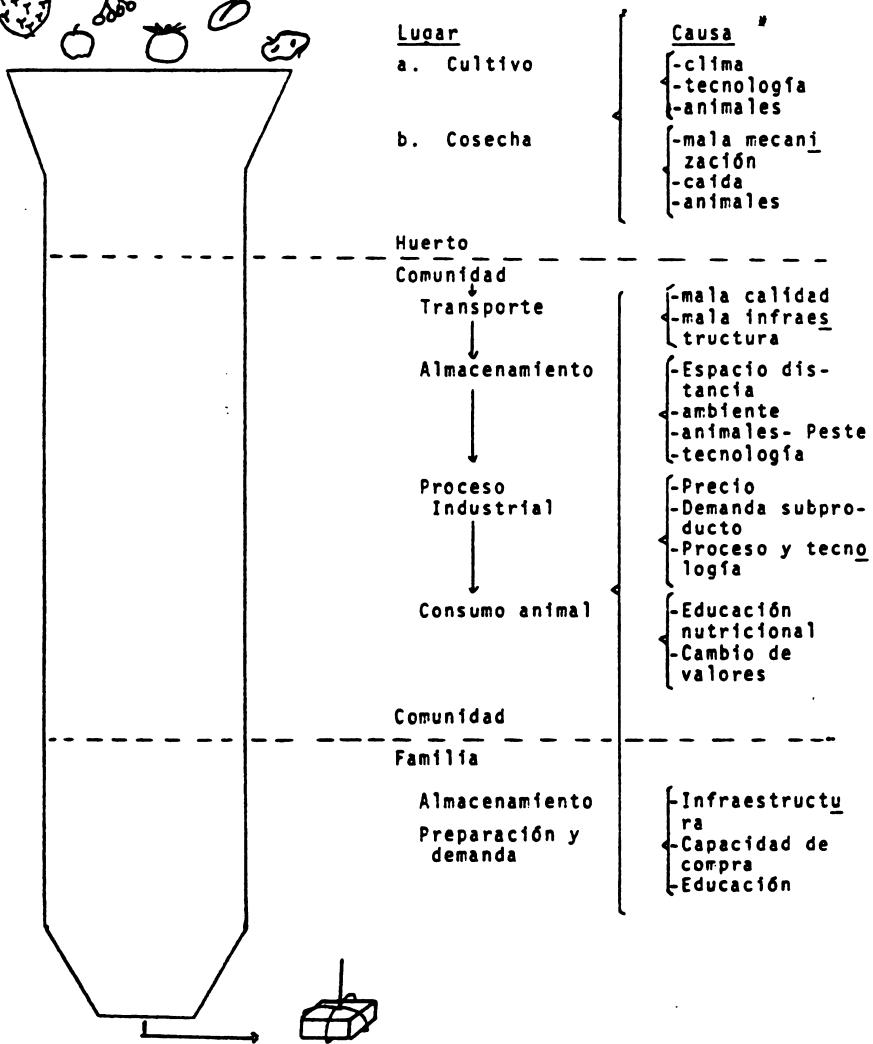 Lugar
Causa #
a. Cultivo
-clima
-tecnología
-animales
b. Cosecha
-mala mecani
zación
-caida
-animales
Huerto
Comunidad
Transporte
-mala calidad
-mala infraes
tructura
Almacenamiento
-Espacio dis-
tancia
-ambiente
-animales- Peste
-tecnología
Proceso
Industrial
-Precio
-Demanda subpro-
ducto
-Proceso y tecno
logía
Consumo animal
-Educación
nutricional
-Cambio de
valores
Comunidad
Familia
Almacenamiento
Preparación y
demanda
-Infraestructu
ra
-Capacidad de
compra
-Educación